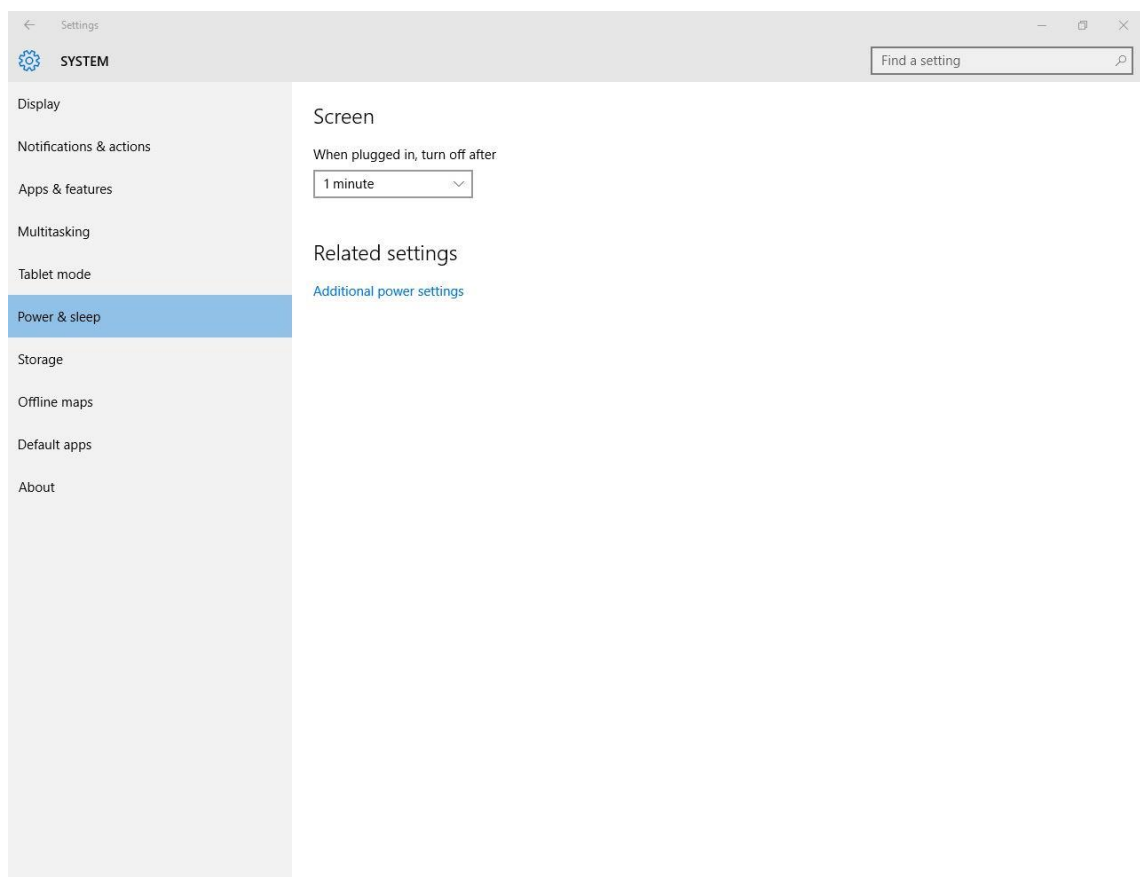 Settings
SYSTEM
Find a setting
Display
Notifications & actions
Apps & features
Multitasking
Tablet mode
Power & sleep
Storage
Offline maps
Default apps
About
Screen
When plugged in, turn off after
1 minute
Related settings
Additional power settings